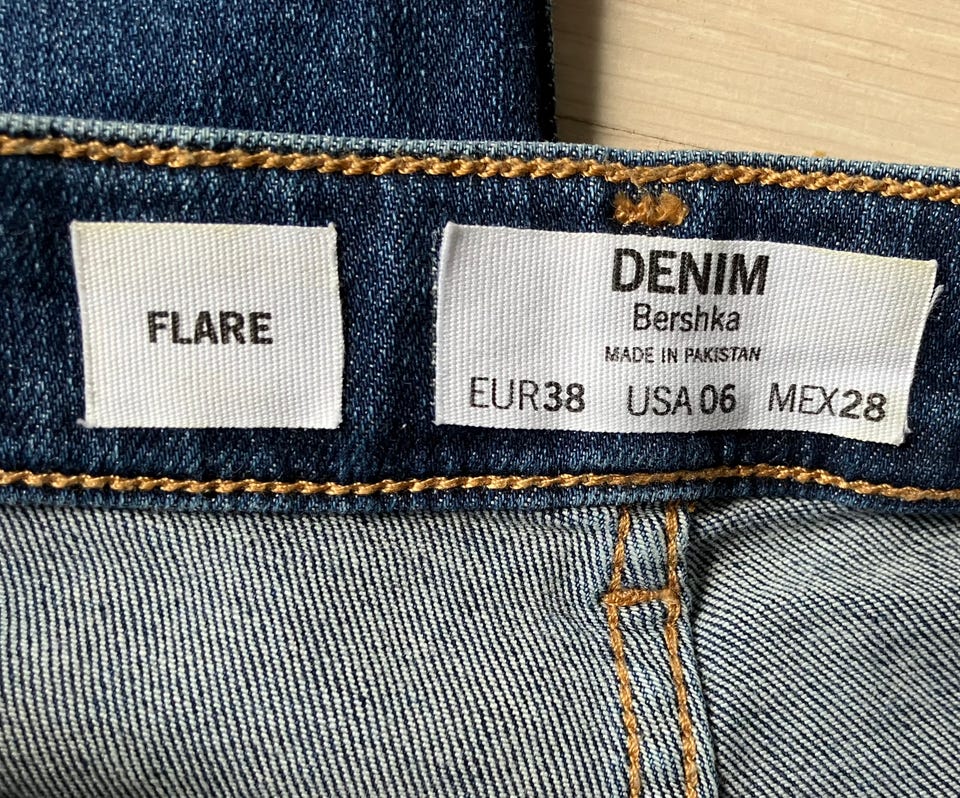 FLARE
DENIM
Bershka
MADE IN PAKISTAN
EUR38 USA06 MEX28